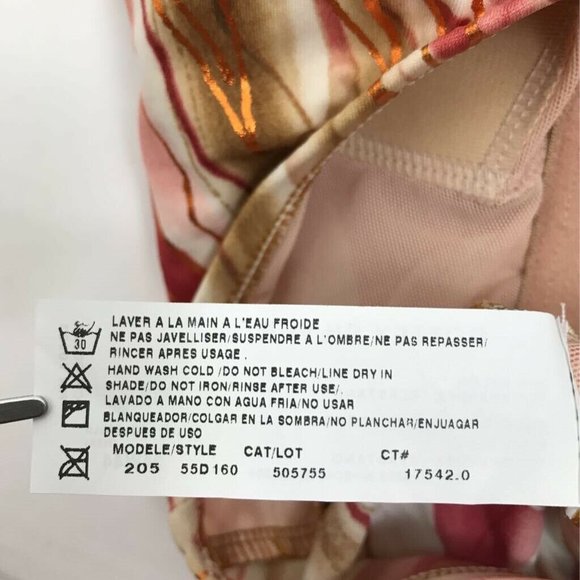 LAVER A LA MAIN A L'EAU FROIDE
NE PAS JAVELLISER/SUSPENDRE A L'OMBRE/NE PAS REPASSER/
RINCER APRES USAGE .
30
HAND WASH COLD /DO NOT BLEACH/LINE DRY IN
SHADE/DO NOT IRON/RINSE AFTER USE/.
LAVADO A MANO CON AGUA FRIA/NO USAR
BLANQUEADOR/COLGAR EN LA SOMBRA/NO PLANCHAR/ENJUAGAR
DESPUES DE USO
MODELE/STYLE CAT/LOT CT#
205 55D160 505755 17542.0